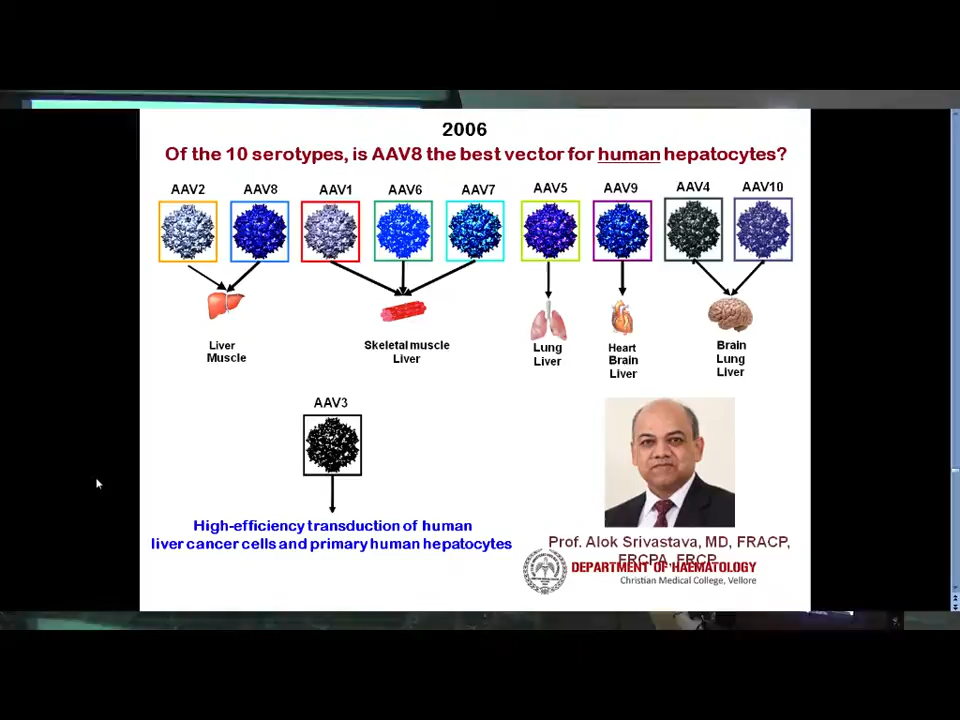 2006
Of the 10 serotypes, is AAV8 the best vector for human hepatocytes?
AAV2 AAV8 AAV1 AAV6 AAV7 AAV5 AAV9 AAV4 AAV10
Liver
Muscle
Skeletal muscle
Liver
Lung
Liver
Heart
Brain
Liver
Brain
Lung
Liver
AAV3
High-efficiency transduction of human
liver cancer cells and primary human hepatocytes
Prof. Alok Srivastava, MD, FRACP,
FRCPA, FRCP
DEPARTMENT OF HAEMATOLOGY
Christian Medical College, Vellore